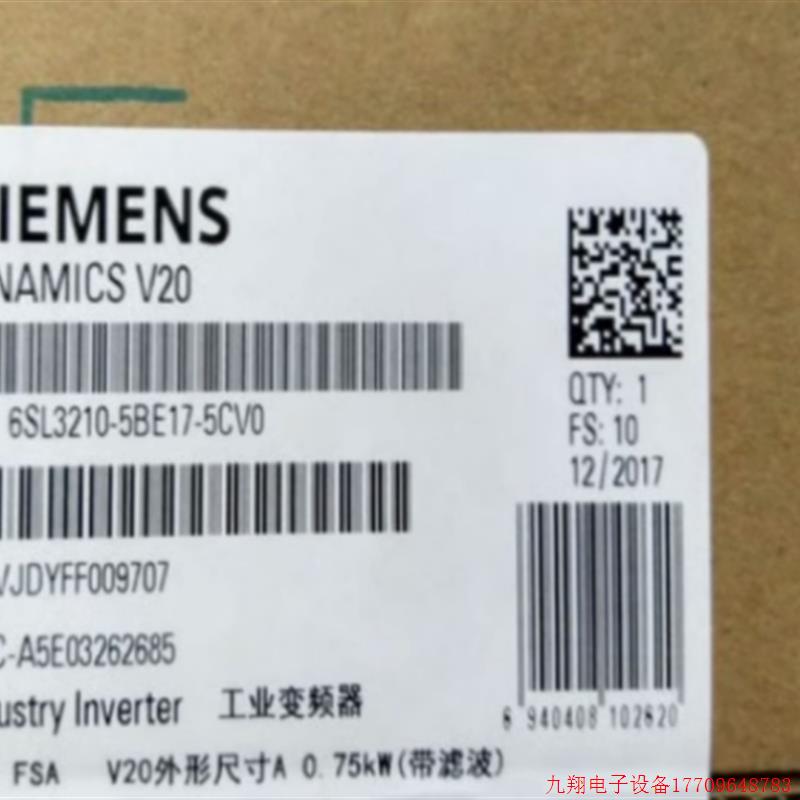 IEMENS
NAMICS V20
6SL3210-5BE17-5CV0
VJDYFF009707
C-A5E03262685
ustry Inverter 工业变频器
FSA V20外形尺寸A 0.75kW(带滤波)
QTY: 1
FS: 10
12/2017
6 940408 102620
九翔电子设备17709648783